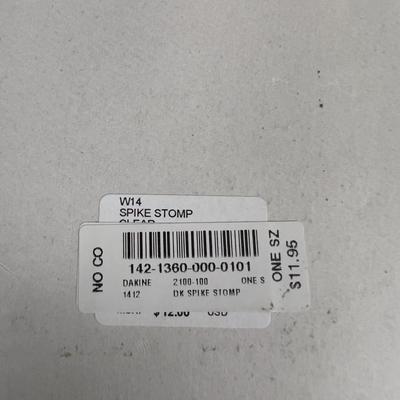 W14
SPIKE STOMP
CLEAR
NO CO
142-1360-000-0101
DAKINE 2100-100 ONE S
1412 DK SPIKE STOMP
ONE SZ
$11.95
$12.00 USD